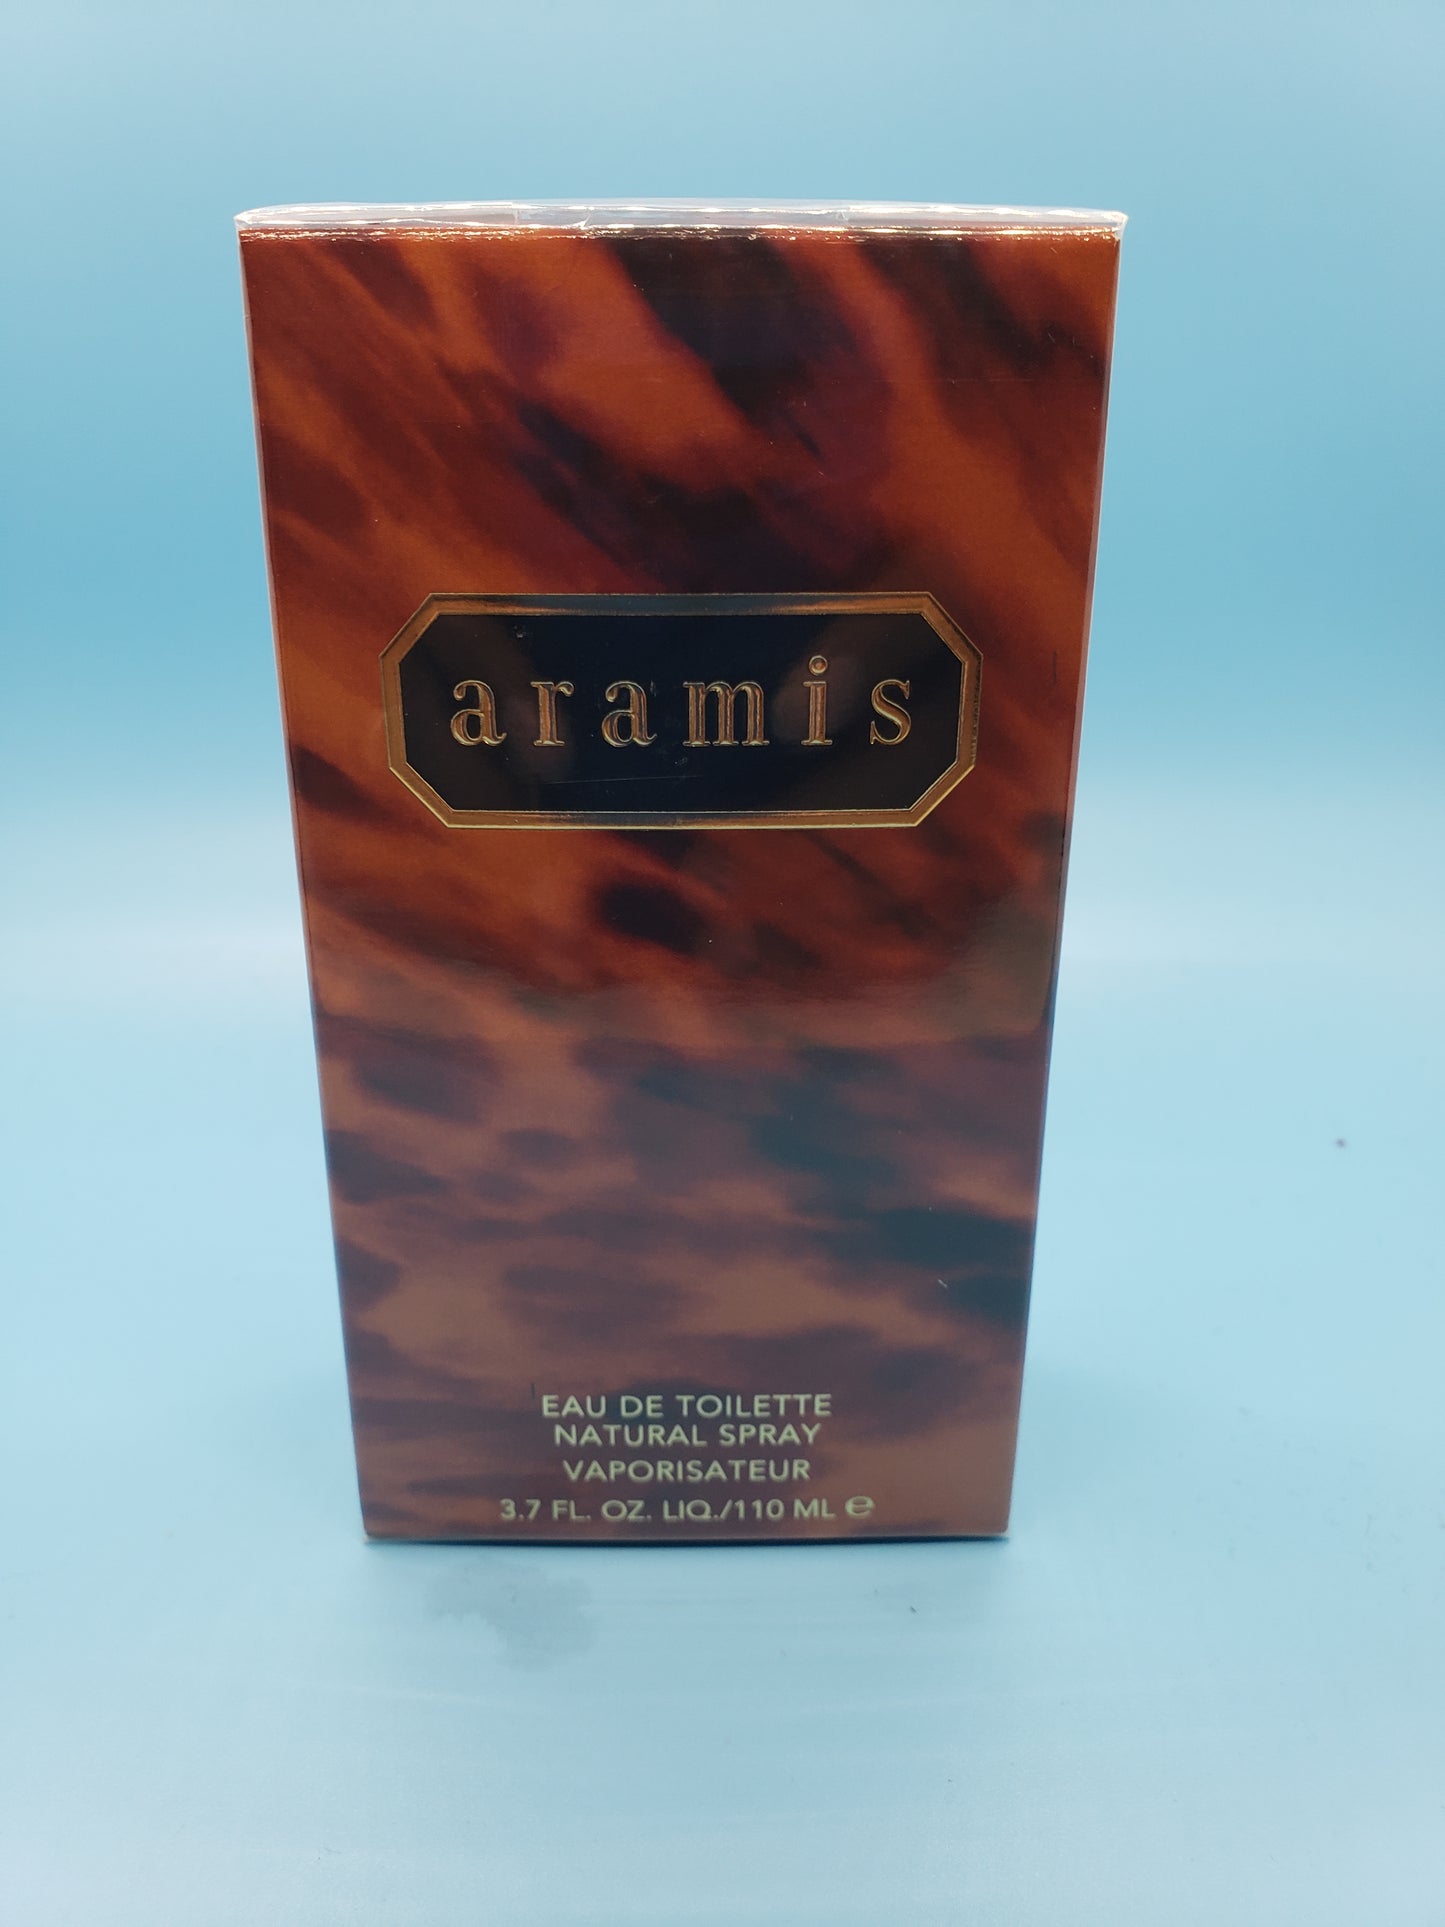 aramis
EAU DE TOILETTE
NATURAL SPRAY
VAPORISATEUR
3.7 FL. OZ. LIQ./110 ML ℮